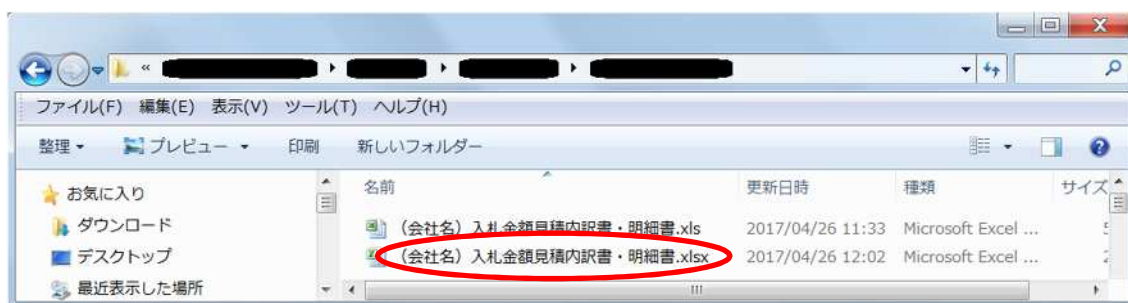 «
ファイル(F) 編集(E) 表示(V) ツール(T) ヘルプ(H)
整理 プレビュー 印刷 新しいフォルダー
お気に入り
ダウンロード
デスクトップ
最近表示した場所
名前 更新日時 種類 サイズ
(会社名)入札金額見積内訳書・明細書.xls 2017/04/26 11:33 Microsoft Excel ...
(会社名)入札金額見積内訳書・明細書.xlsx 2017/04/26 12:02 Microsoft Excel ...